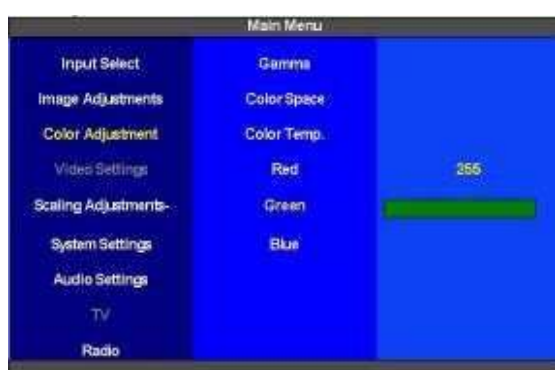 Main Menu
Input Select
Image Adjustments
Color Adjustment
Video Settings
Scaling Adjustments-
System Settings
Audio Settings
TV
Radio
Gamma
Color Space
Color Temp.
Red
Green
Blue
255